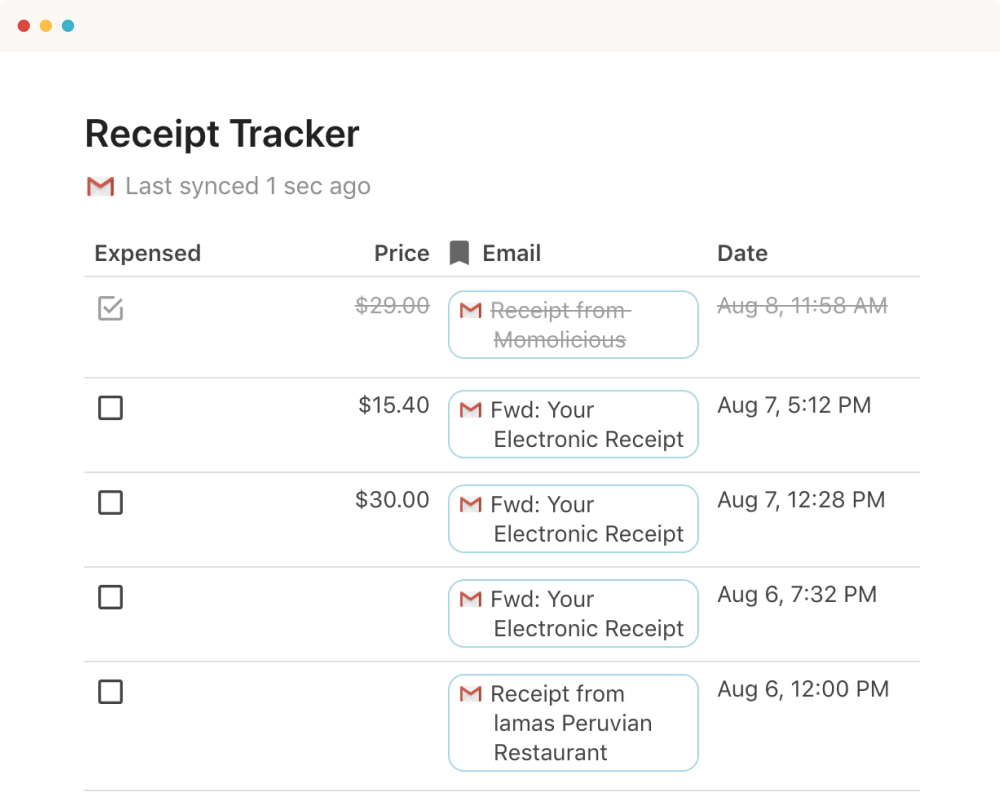 Receipt Tracker
Last synced 1 sec ago
Expensed Price Email Date
$29.00 Receipt from Aug 8, 11:58 AM
Momolicious
$15.40 Fwd: Your Aug 7, 5:12 PM
Electronic Receipt
$30.00 Fwd: Your Aug 7, 12:28 PM
Electronic Receipt
Fwd: Your Aug 6, 7:32 PM
Electronic Receipt
Receipt from Aug 6, 12:00 PM
lamas Peruvian
Restaurant